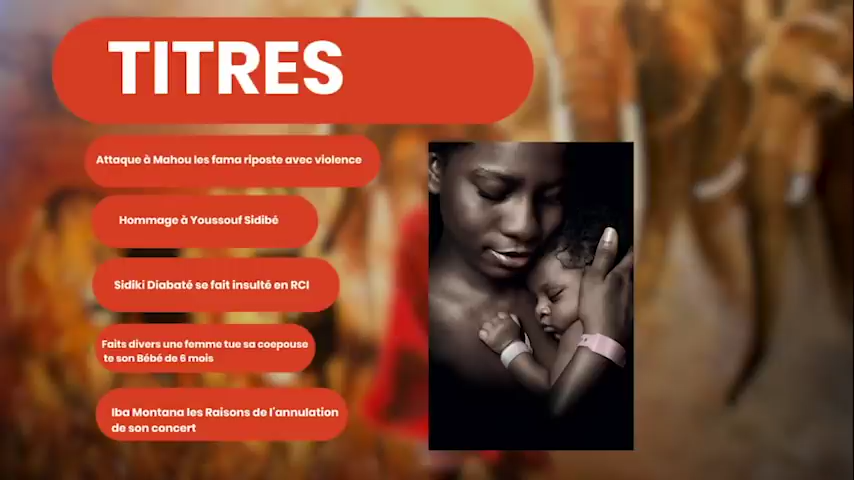 TITRES
Attaque à Mahou les fama riposte avec violence
Hommage à Youssouf Sidibé
Sidiki Diabaté se fait insulté en RCI
Faits divers une femme tue sa coepouse
te son Bébé de 6 mois
Iba Montana les Raisons de l'annulation
de son concert